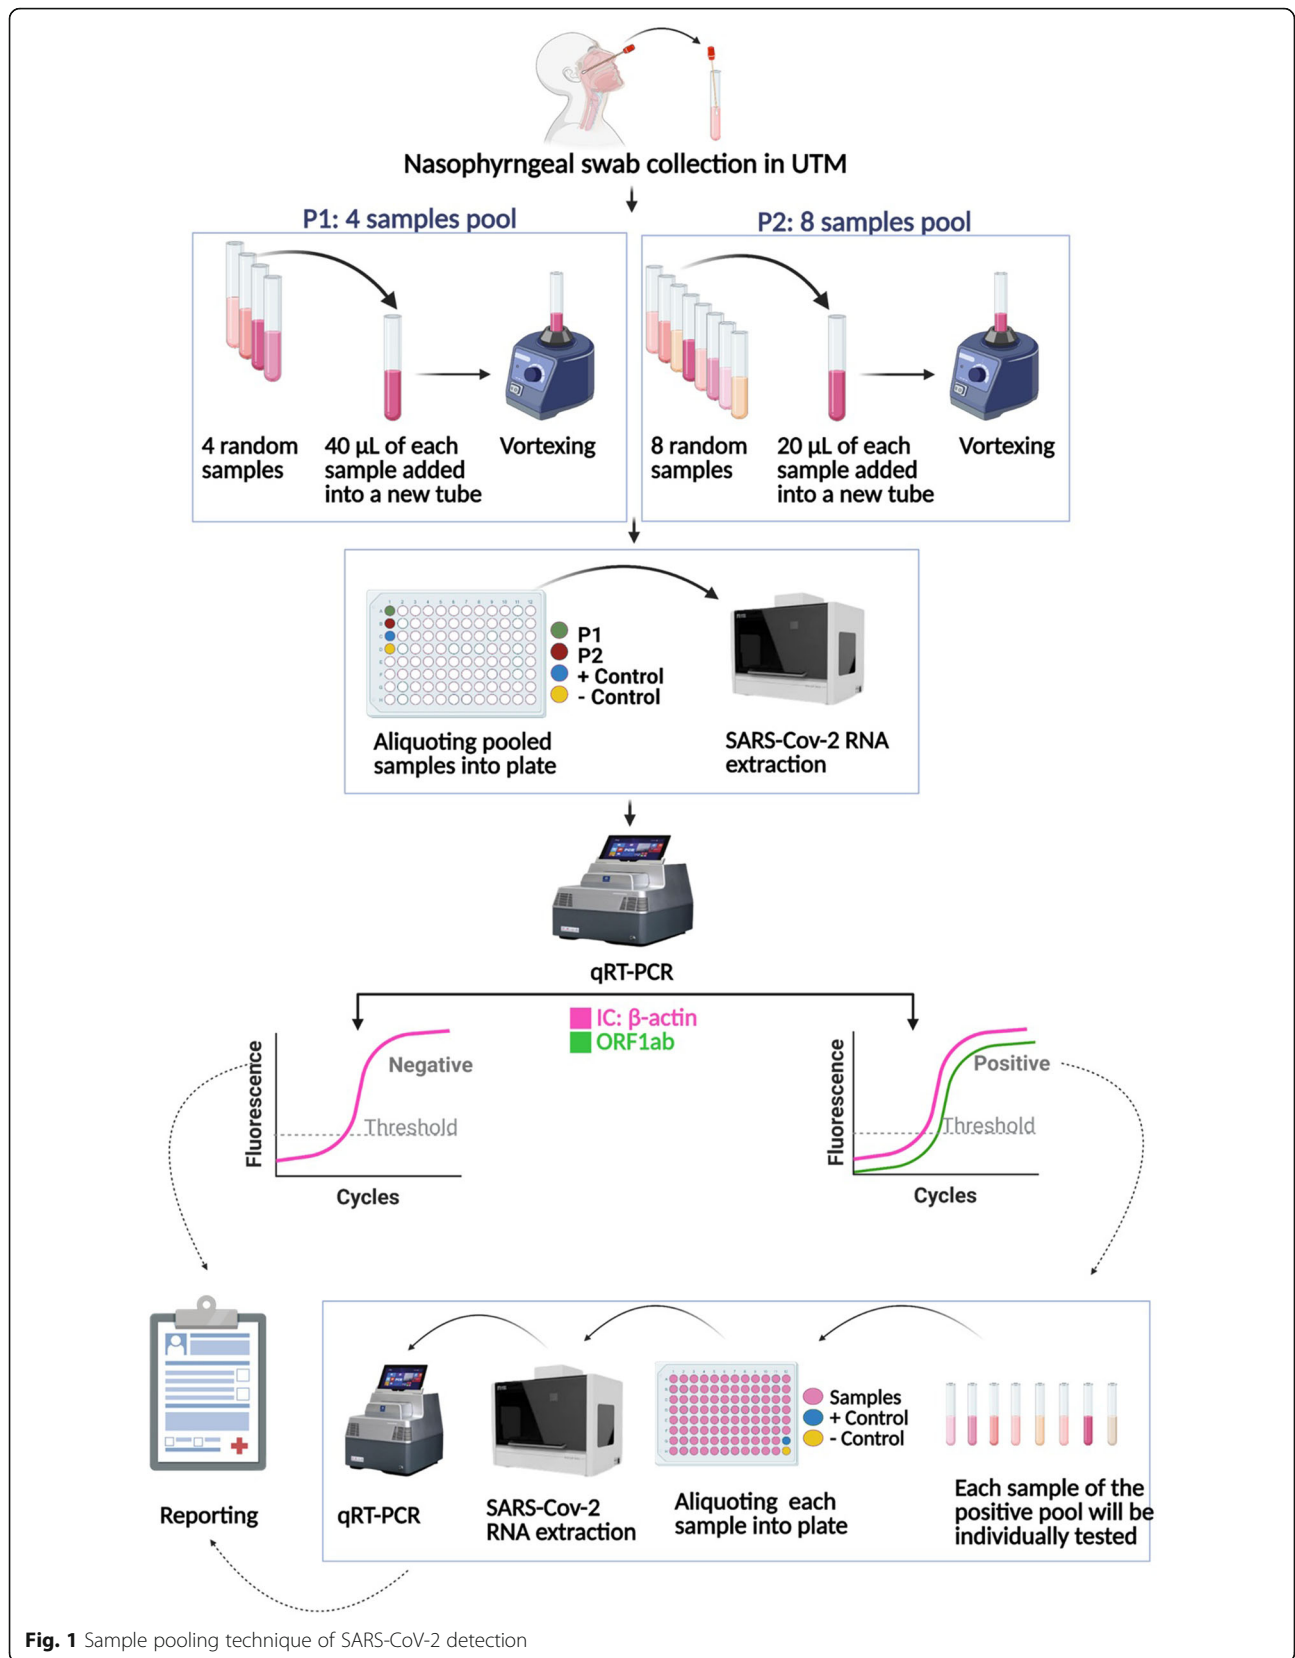 Nasophyrngeal swab collection in UTM
P1: 4 samples pool
4 random
samples
40 µL of each
sample added
into a new tube
Vortexing
P2: 8 samples pool
8 random
samples
20 µL of each
sample added
into a new tube
Vortexing
P1
P2
+ Control
- Control
Aliquoting pooled
samples into plate
SARS-Cov-2 RNA
extraction
qRT-PCR
IC: β-actin
ORF1ab
Fluorescence
Negative
Threshold
Cycles
Fluorescence
Positive
Threshold
Cycles
Reporting
qRT-PCR
SARS-Cov-2
RNA extraction
Samples
+ Control
- Control
Aliquoting each
sample into plate
Each sample of the
positive pool will be
individually tested
Fig. 1 Sample pooling technique of SARS-CoV-2 detection